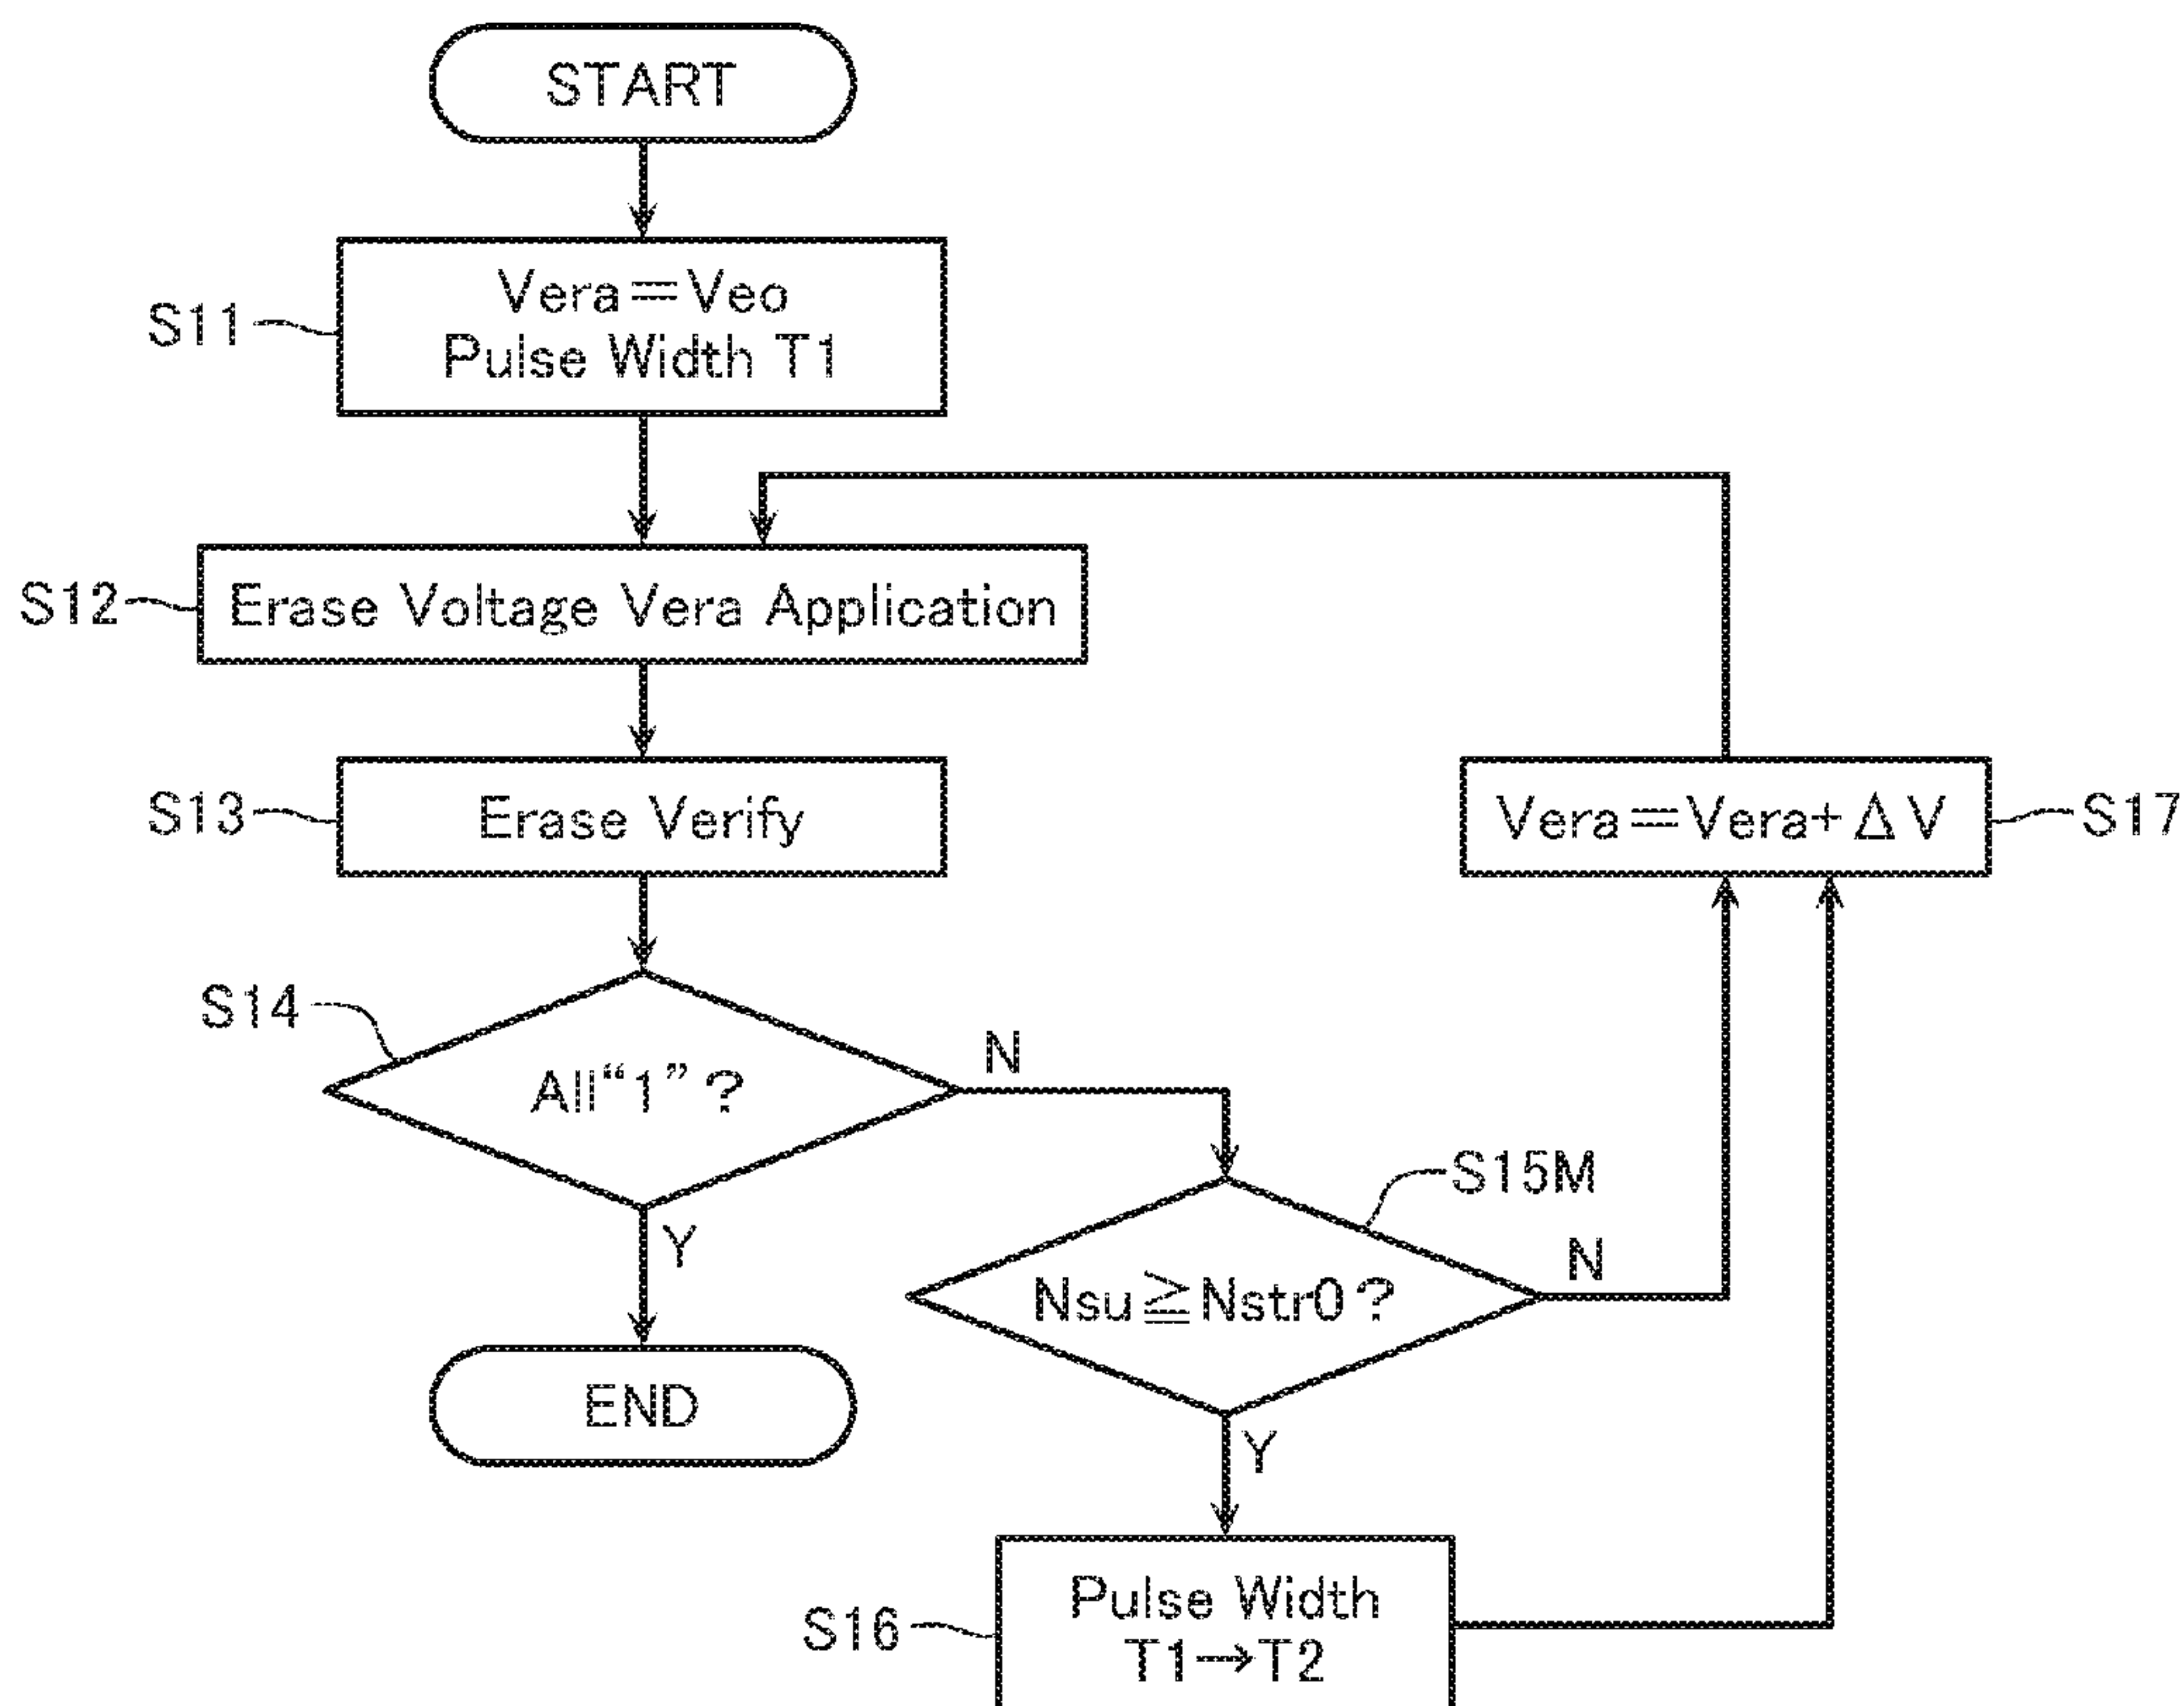 START
S11
Vera=Veo
Pulse Width T1
S12
Erase Voltage Vera Application
S13
Erase Verify
Vera=Vera+ΔV
S17
S14
All“1”?
N
Y
S15M
Nsu≧Nstr0?
N
Y
END
S16
Pulse Width
T1→T2